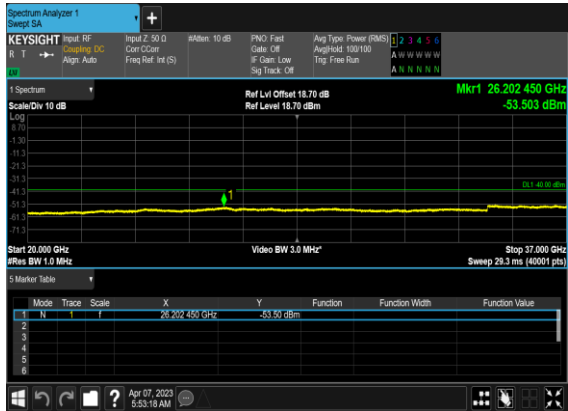 Spectrum Analyzer 1
Swept SA
+
KEYSIGHT Input: RF Input Z: 50 Ω #Atten: 10 dB PNO: Fast Avg Type: Power (RMS) 1 2 3 4 5 6
R T Coupling: DC Corr CCorr Gate: Off Avg|Hold: 100/100 A W W W W W
Align: Auto Freq Ref: Int (S) IF Gain: Low Trig: Free Run
LXI Sig Track: Off A N N N N N
1 Spectrum Ref Lvl Offset 18.70 dB Mkr1 26.202 450 GHz
Scale/Div 10 dB Ref Level 18.70 dBm -53.503 dBm
Log
8.70
-1.30
-11.3
-21.3
-31.3
DL1 -40.00 dBm
-41.3
1
-51.3
-61.3
-71.3
Start 20.000 GHz Video BW 3.0 MHz* Stop 37.000 GHz
#Res BW 1.0 MHz Sweep 29.3 ms (40001 pts)
5 Marker Table
Mode Trace Scale X Y Function Function Width Function Value
1 N 1 f 26.202 450 GHz -53.50 dBm
2
3
4
5
6
? Apr 07, 2023
5:53:18 AM